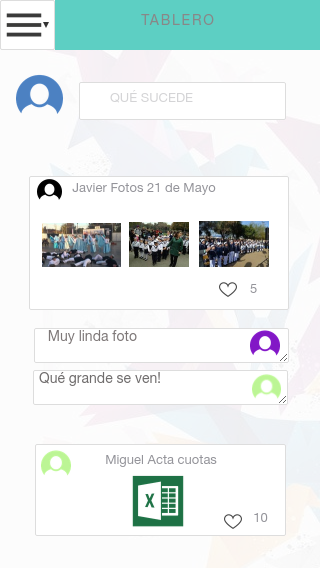 TABLERO
QUÉ SUCEDE
Javier Fotos 21 de Mayo
5
Muy linda foto
Qué grande se ven!
Miguel Acta cuotas
X
10